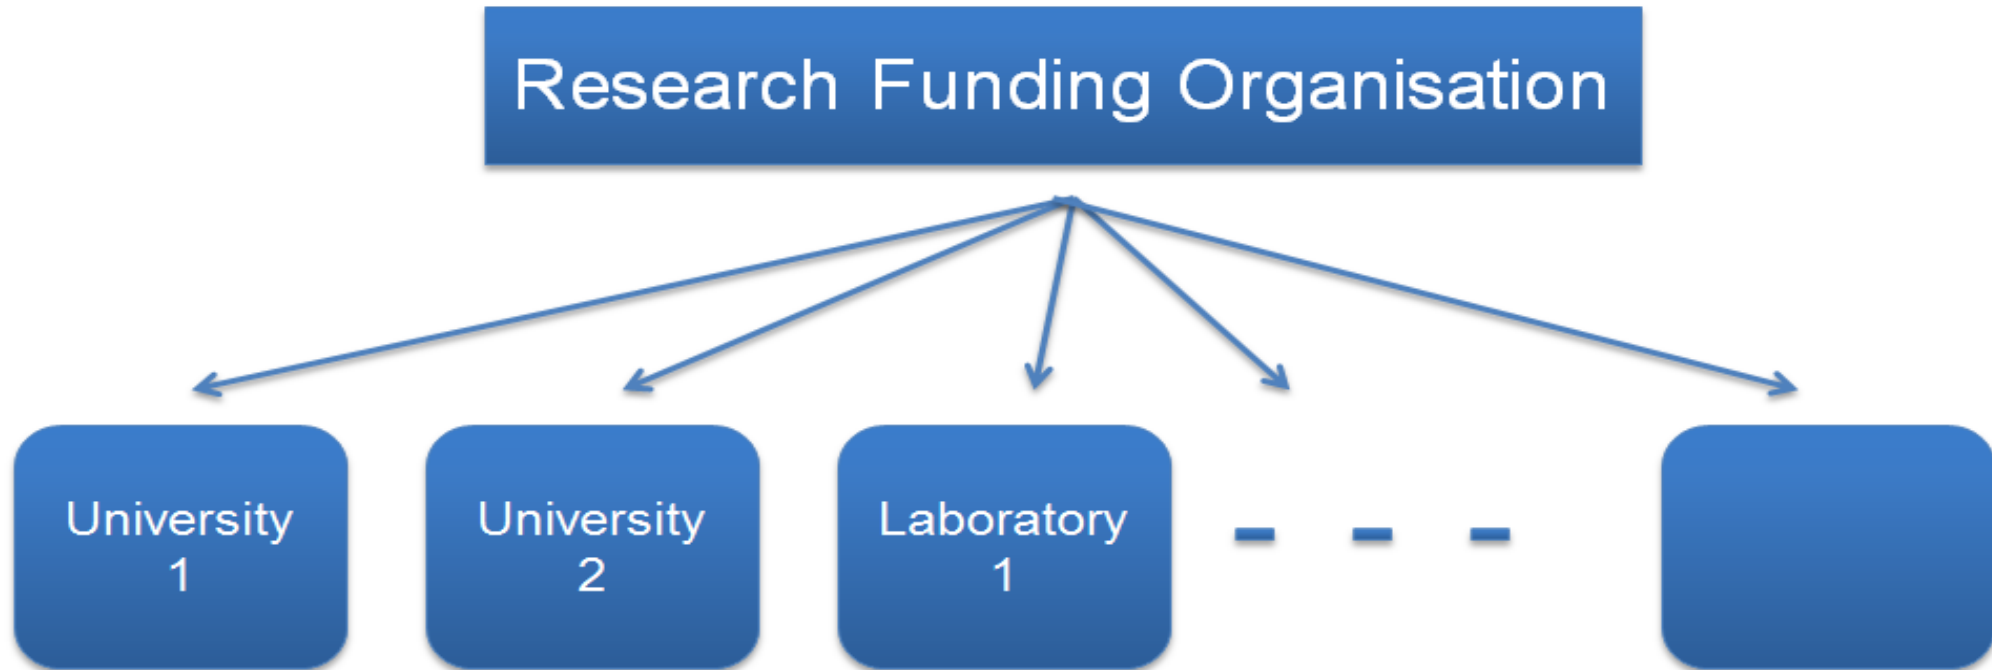 Research Funding Organisation
University
1
University
2
Laboratory
1